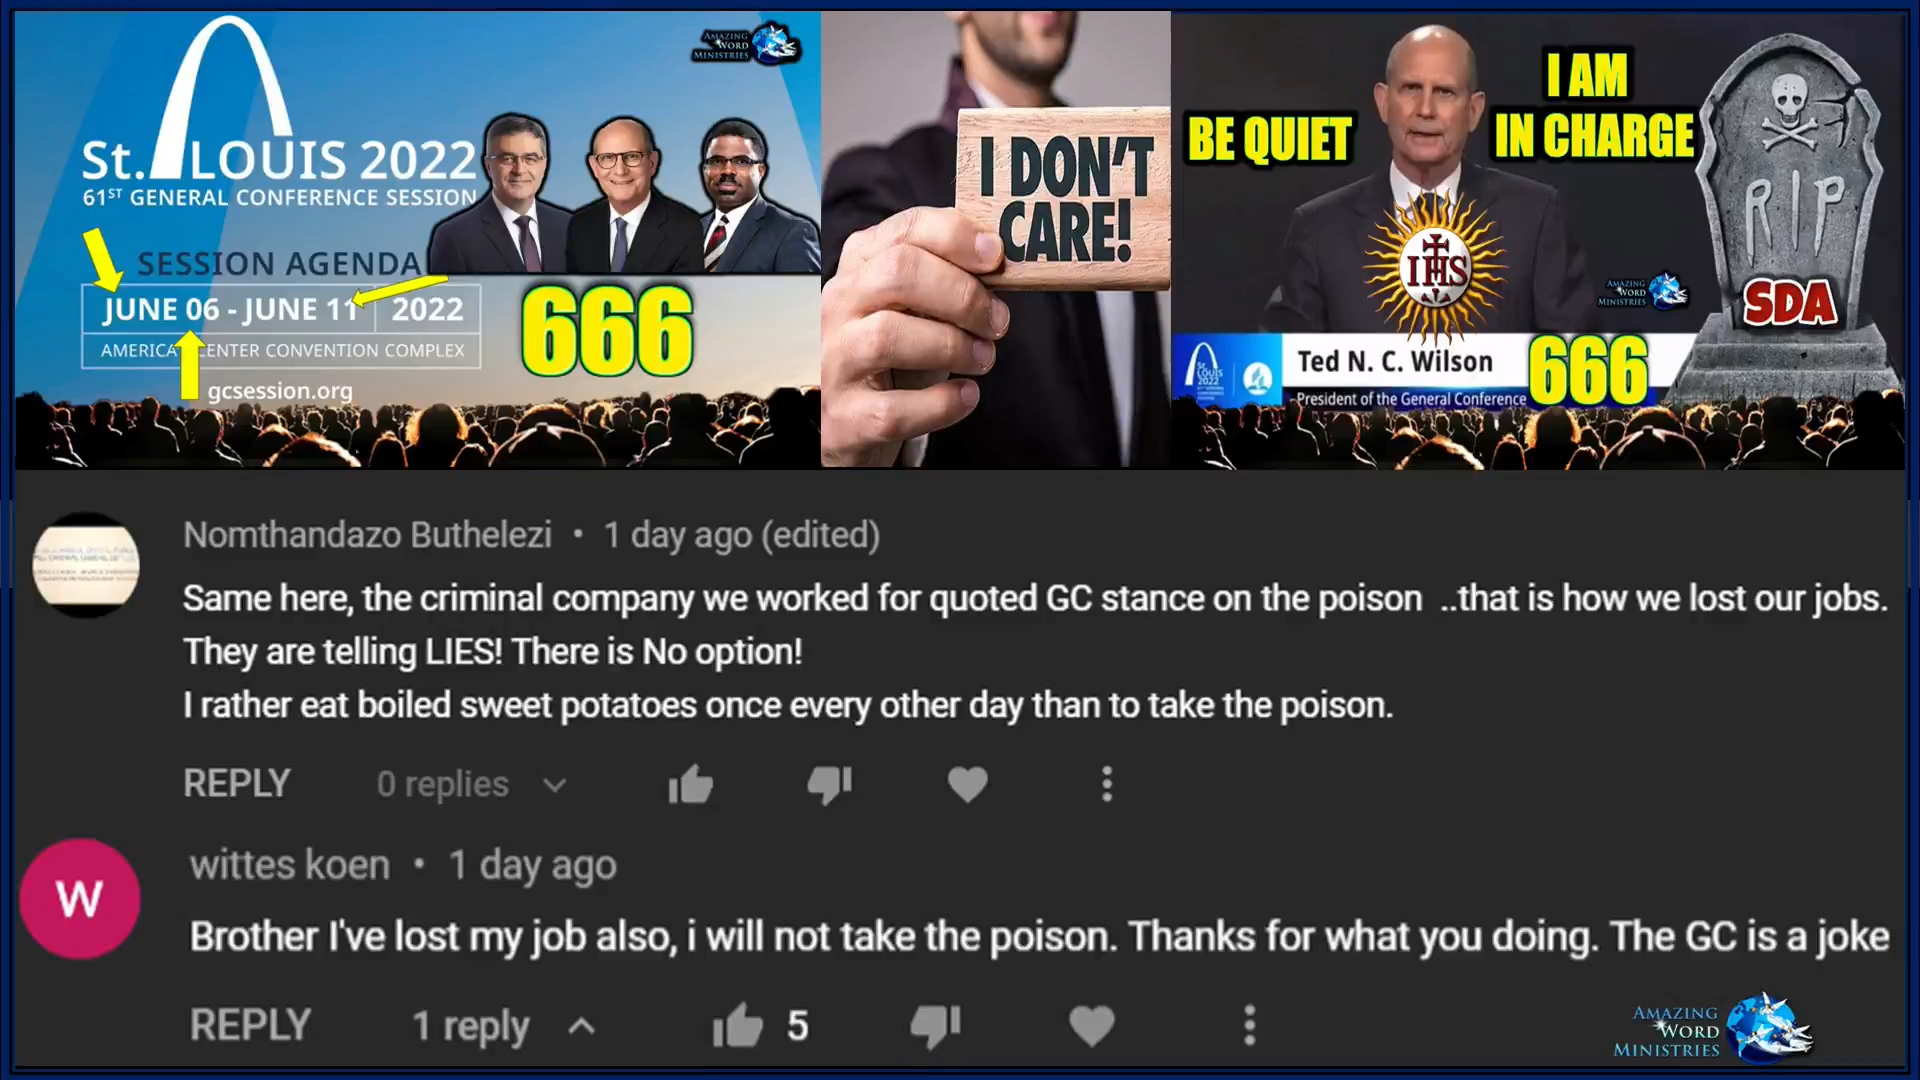 AMAZING
WORD
MINISTRIES
St. LOUIS 2022
61ST GENERAL CONFERENCE SESSION
SESSION AGENDA
JUNE 06 - JUNE 11 2022
AMERICA CENTER CONVENTION COMPLEX
gcsession.org
666
I DON'T
CARE!
BE QUIET
I AM
IN CHARGE
IHS
RIP
SDA
AMAZING
WORD
MINISTRIES
St.
LOUIS
2022
Ted N. C. Wilson
President of the General Conference
666
Nomthandazo Buthelezi • 1 day ago (edited)
Same here, the criminal company we worked for quoted GC stance on the poison ..that is how we lost our jobs.
They are telling LIES! There is No option!
I rather eat boiled sweet potatoes once every other day than to take the poison.
REPLY 0 replies
W
wittes koen • 1 day ago
Brother I've lost my job also, i will not take the poison. Thanks for what you doing. The GC is a joke
REPLY 1 reply 5
AMAZING
WORD
MINISTRIES